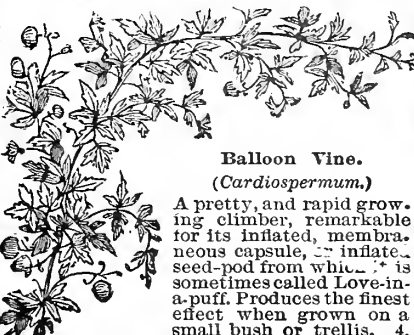 Balloon Vine.
(Cardiospermum.)
A pretty, and rapid grow-
ing climber, remarkable
for its inflated, membra-
neous capsule, or inflated
seed-pod from which it is
sometimes called Love-in-
a-puff. Produces the finest
effect when grown on a
small bush or trellis. 4.